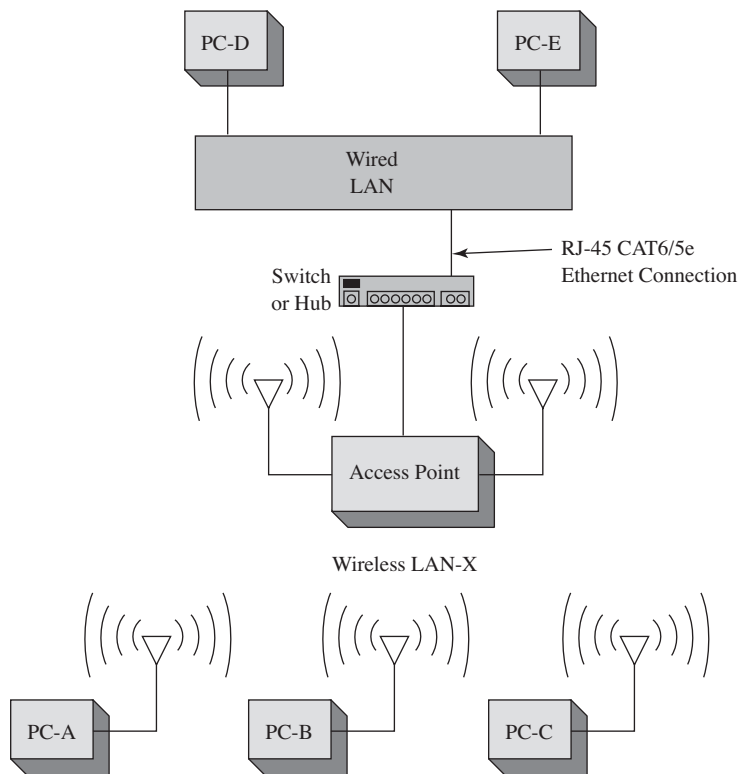 PC-D
PC-E
Wired
LAN
RJ-45 CAT6/5e
Ethernet Connection
Switch
or Hub
Access Point
Wireless LAN-X
PC-A
PC-B
PC-C